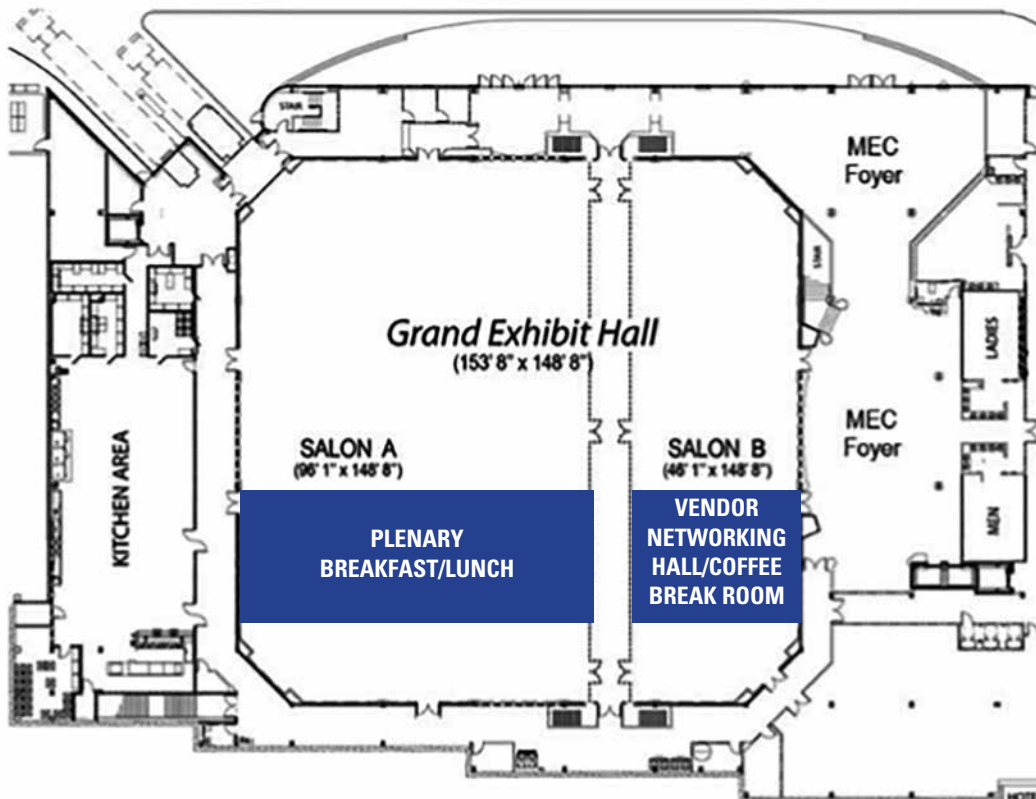 STAIR
MEC
Foyer
STAIR
Grand Exhibit Hall
(153' 8" x 148' 8")
LADIES
MEC
Foyer
SALON A
(96' 1" x 148' 8")
SALON B
(46' 1" x 148' 8")
KITCHEN AREA
MEN
PLENARY
BREAKFAST/LUNCH
VENDOR
NETWORKING
HALL/COFFEE
BREAK ROOM